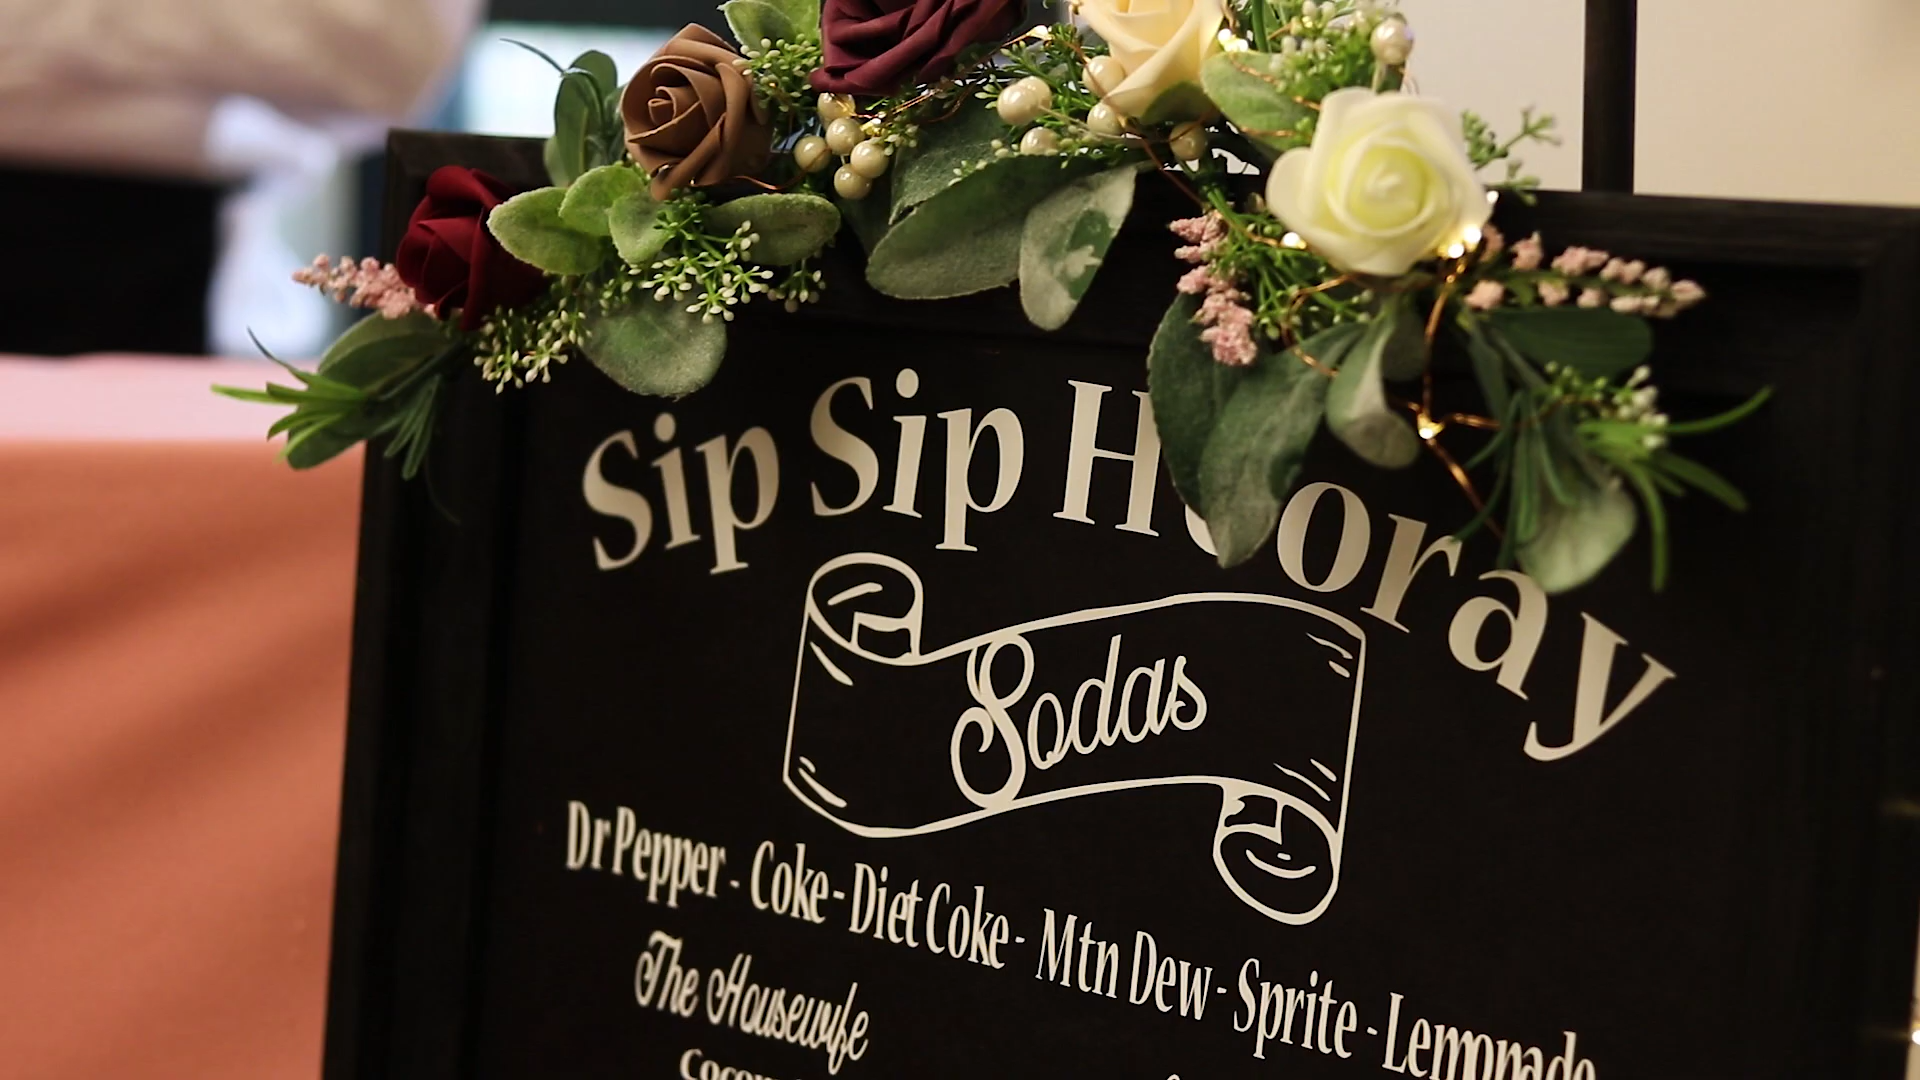 Sip Sip Hooray
Sodas
Dr Pepper - Coke - Diet Coke - Mtn Dew - Sprite - Lemonade
The Housewife